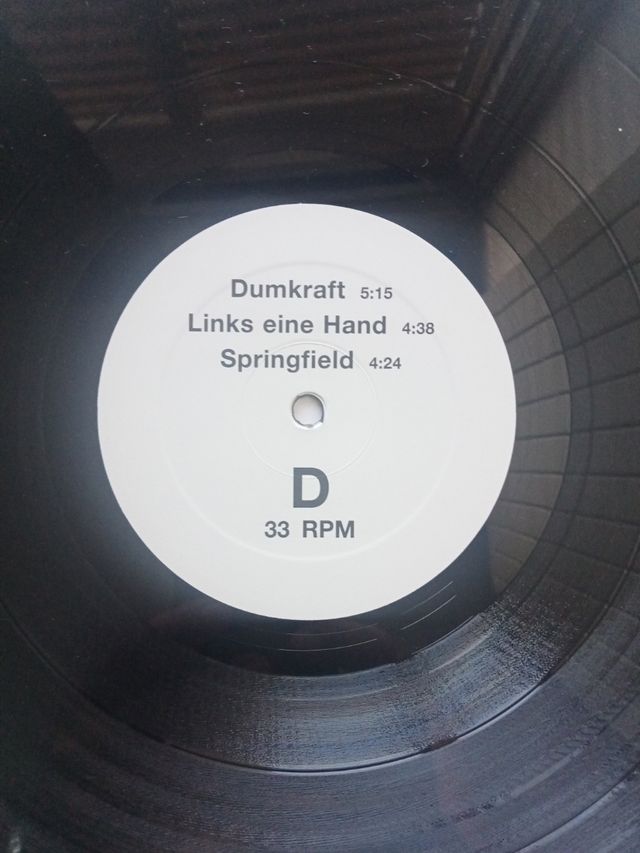 Dumkraft 5:15
Links eine Hand 4:38
Springfield 4:24
D
33 RPM